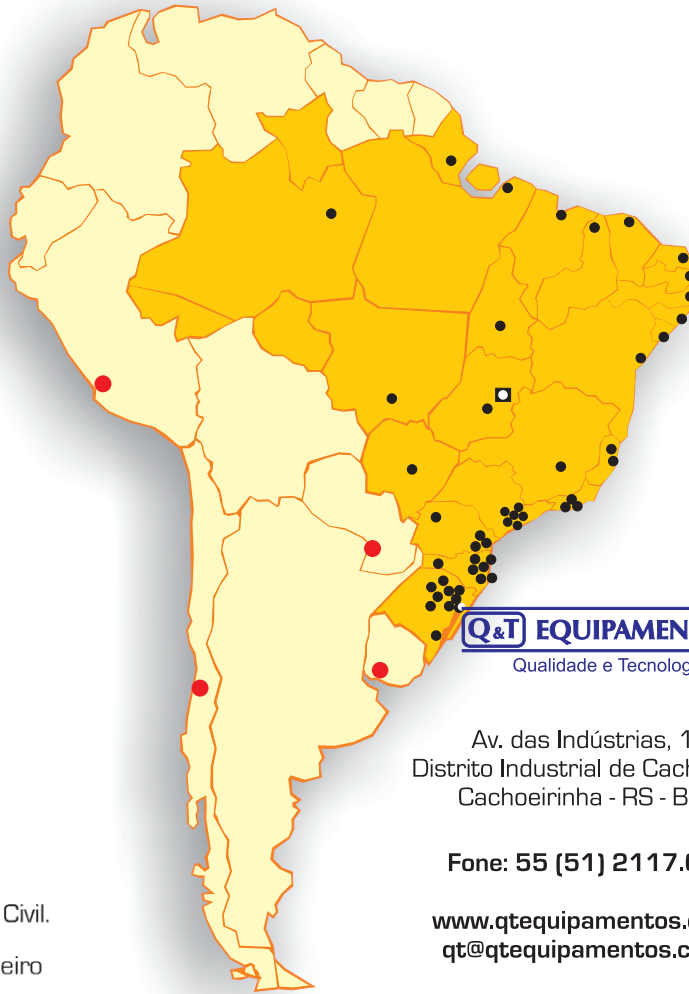 Q&T EQUIPAMEN
Qualidade e Tecnolog
Av. das Indústrias, 1
Distrito Industrial de Cach
Cachoeirinha - RS - B
Fone: 55 (51) 2117.
www.qtequipamentos.c
qt@qtequipamentos.c
Civil.
eiro